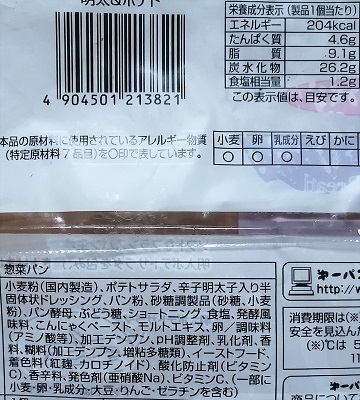 明太&ポテト
4 904501 213821
栄養成分表示(製品1個当たり)
エネルギー 204kcal
たんぱく質 4.6g
脂質 9.1g
炭水化物 26.2g
食塩相当量 1.2g
この表示値は、目安です。
本品の原材料に使用されているアレルギー物質
(特定原材料7品目)を〇印で表しています。
小麦 卵 乳成分 えび かに
〇 〇 〇
惣菜パン
小麦粉(国内製造)、ポテトサラダ、辛子明太子入り半
固体状ドレッシング、パン粉、砂糖調製品(砂糖、小麦
粉)、パン酵母、ぶどう糖、ショートニング、食塩、発酵風
味料、こんにゃくペースト、モルトエキス、卵/調味料
(アミノ酸等)、加工デンプン、pH調整剤、乳化剤、香
料、糊料(加工デンプン、増粘多糖類)、イーストフード、
着色料(紅麹、カロチノイド)、酸化防止剤(ビタミン
C)、香辛料、発色剤(亜硝酸Na)、ビタミンC、(一部に
小麦・卵・乳成分・大豆・りんご・ゼラチンを含む)
第一パン
http://w
消費期限は(※
安全を見込んだ
(※)℃は 5